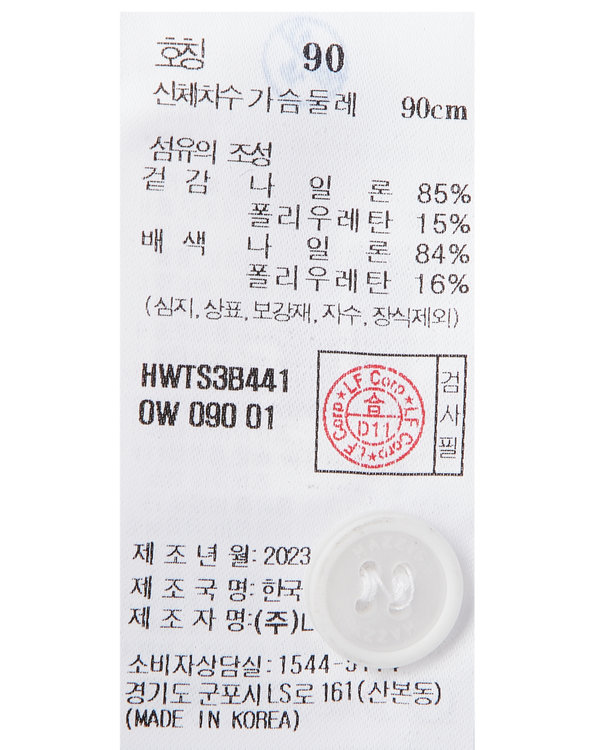 호칭 90
신체치수 가슴둘레 90cm
섬유의 조성
겉감 나일론 85%
폴리우레탄 15%
배색 나일론 84%
폴리우레탄 16%
(심지, 상표, 보강재, 자수, 장식제외)
HWTS3B441
0W 090 01
LF Corp ★ LF Corp ★ LF Corp ★
合
D11
검사필
제조년월: 2023
제조국명: 한국
제조자명: (주)L
소비자상담실: 1544-
경기도 군포시 LS로 161 (산본동)
(MADE IN KOREA)